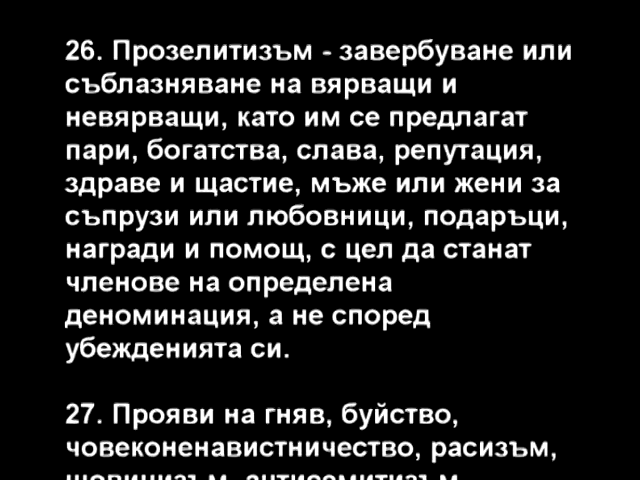 26. Прозелитизъм - завербуване или
съблазняване на вярващи и
невярващи, като им се предлагат
пари, богатства, слава, репутация,
здраве и щастие, мъже или жени за
съпрузи или любовници, подаръци,
награди и помощ, с цел да станат
членове на определена
деноминация, а не според
убежденията си.
27. Прояви на гняв, буйство,
човеконенавистничество, расизъм,
шовинизъм, антисемитизъм